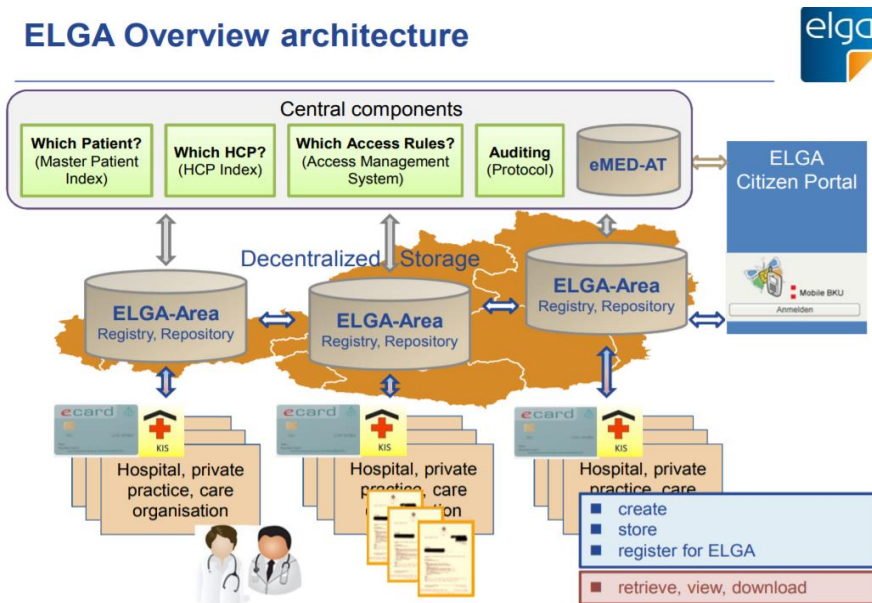 ELGA Overview architecture
elga
Central components
Which Patient?
(Master Patient
Index)
Which HCP?
(HCP Index)
Which Access Rules?
(Access Management
System)
Auditing
(Protocol)
eMED-AT
ELGA
Citizen Portal
Mobile BKU
Anmelden
Decentralized Storage
ELGA-Area
Registry, Repository
ELGA-Area
Registry, Repository
ELGA-Area
Registry, Repository
ecard
KIS
Hospital, private
practice, care
organisation
ecard
KIS
Hospital, private
practice, care
ecard
KIS
Hospital, private
practice, care
create
store
register for ELGA
retrieve, view, download